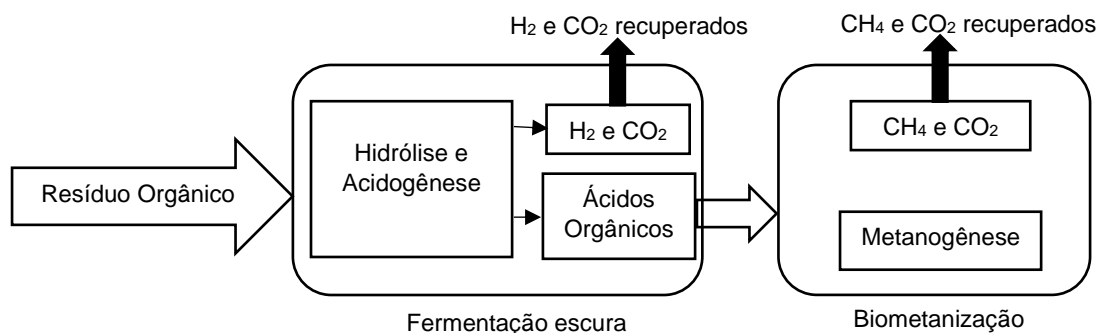 H₂ e CO₂ recuperados
CH₄ e CO₂ recuperados
Resíduo Orgânico
Hidrólise e
Acidogênese
H₂ e CO₂
Ácidos
Orgânicos
CH₄ e CO₂
Metanogênese
Fermentação escura
Biometanização